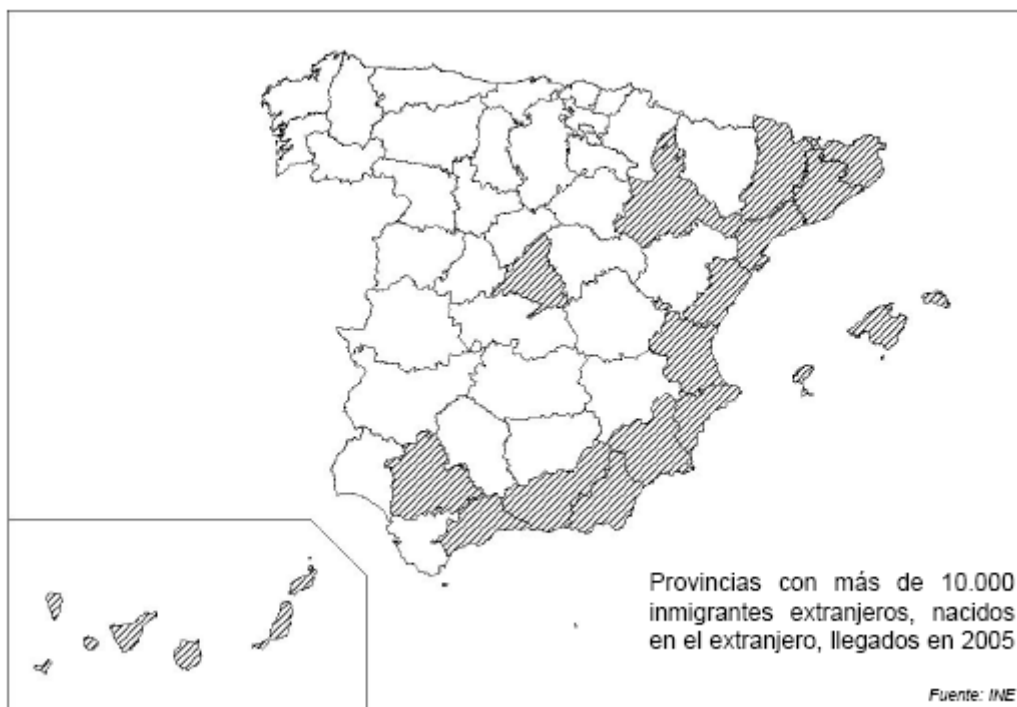 Provincias con más de 10.000
inmigrantes extranjeros, nacidos
en el extranjero, llegados en 2005
Fuente: INE